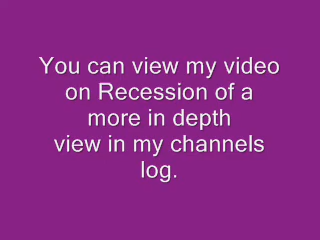 You can view my video
on Recession of a
more in depth
view in my channels
log.